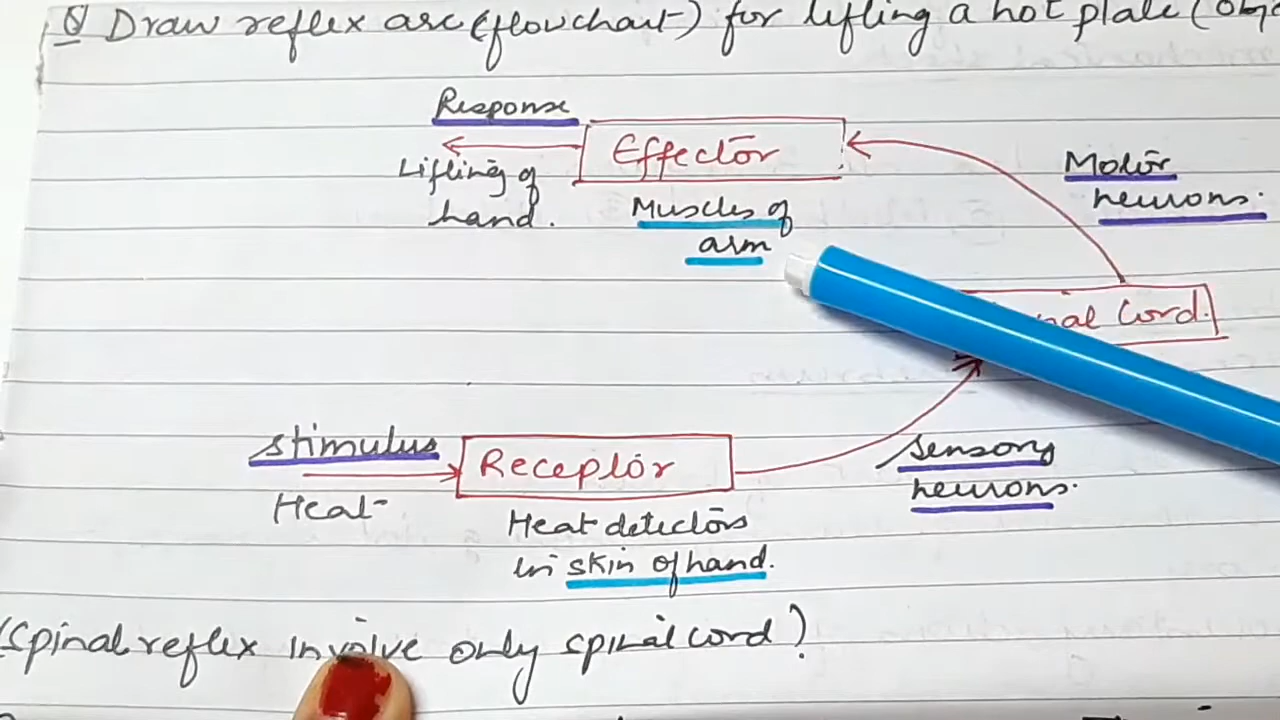 Q Draw reflex arc (flowchart) for lifting a hot plate (
Response
Effector
Lifting of
hand.
Muscles of
arm
Motor
neurons.
Cord.
stimulus
Receptor
Heat
Sensory
neurons.
Heat detectors
in skin of hand.
(Spinal reflex involve only spinal cord)